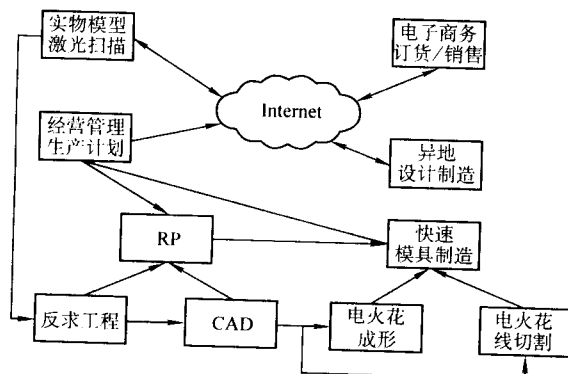 实物模型
激光扫描
电子商务
订货/销售
Internet
经营管理
生产计划
异地
设计制造
RP
快速
模具制造
反求工程
CAD
电火花
成形
电火花
线切割